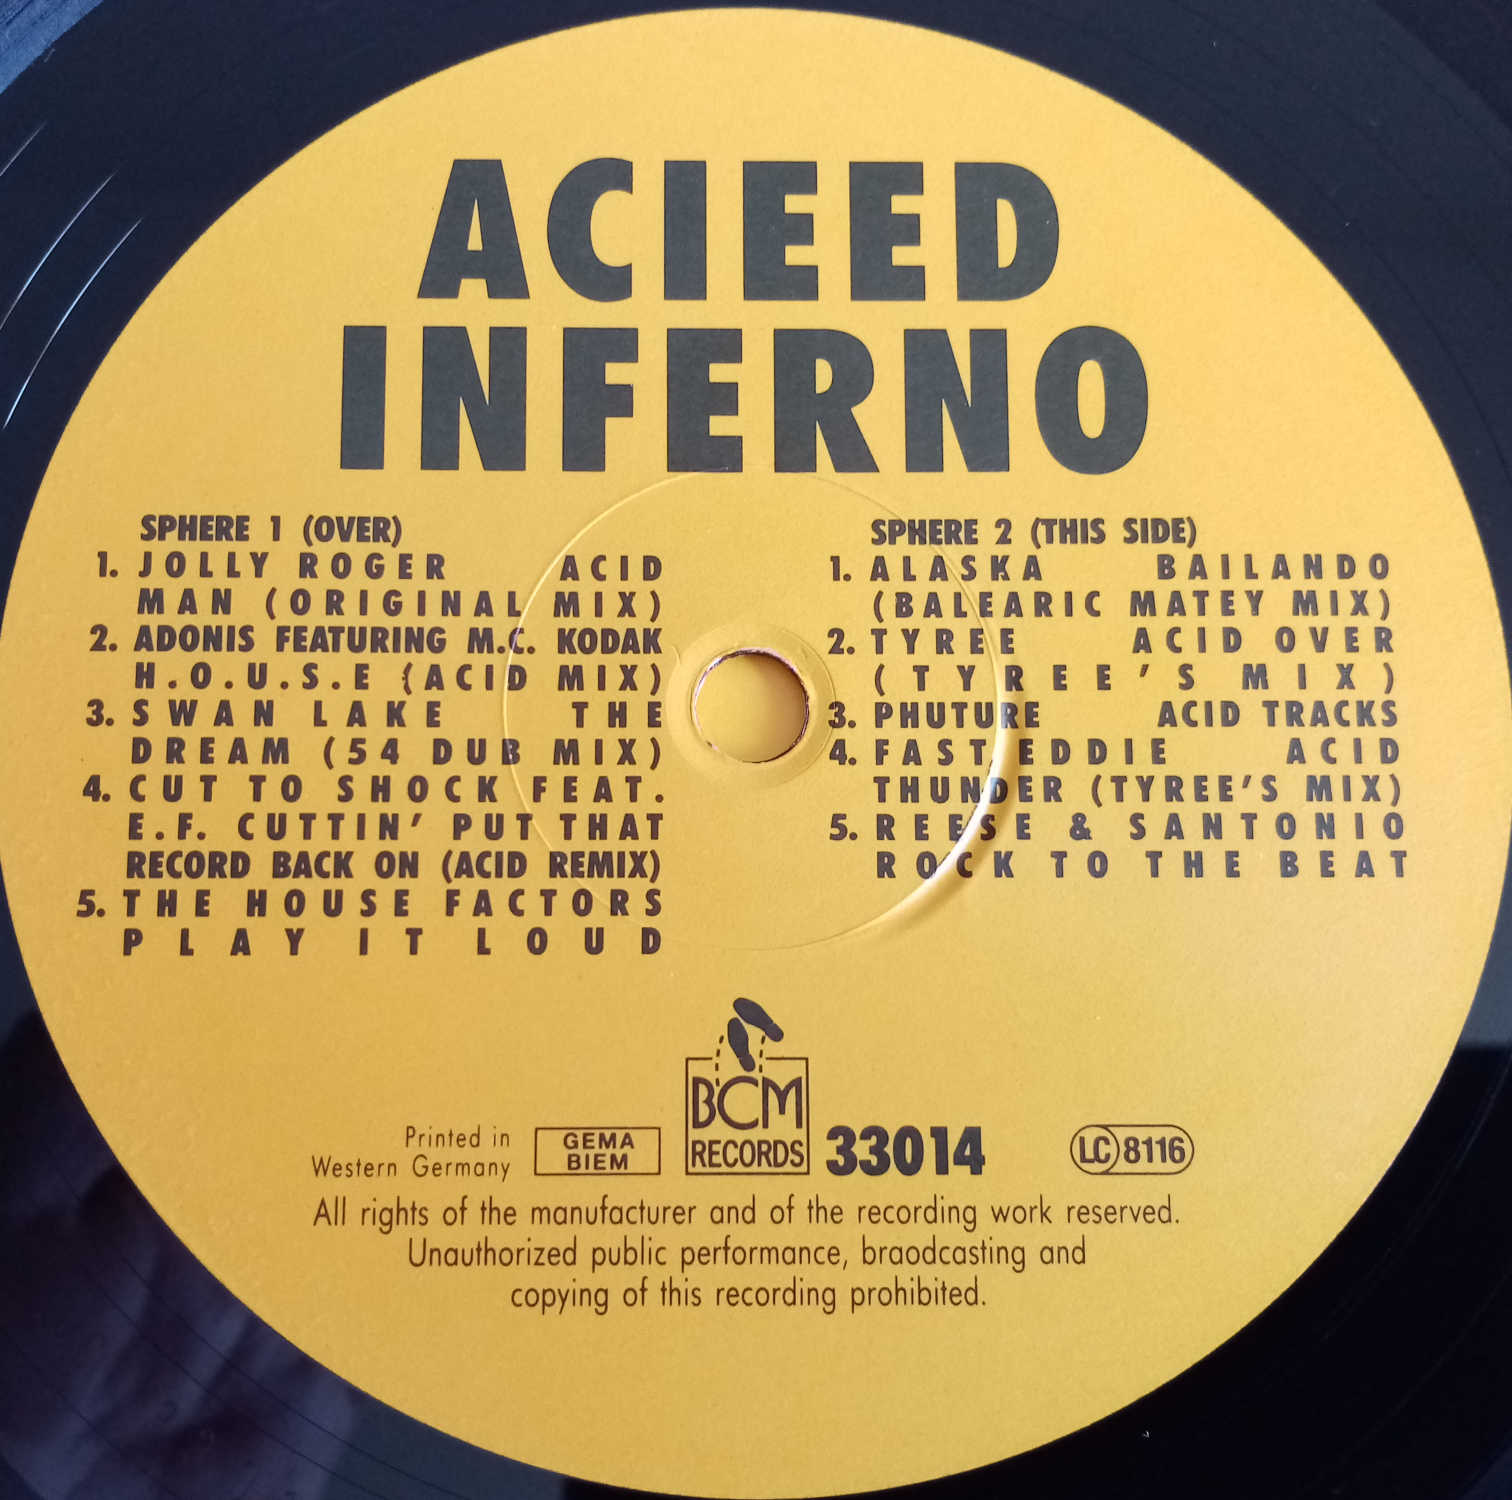 ACIEED
INFERNO
SPHERE 1 (OVER)
1. JOLLY ROGER ACID
MAN (ORIGINAL MIX)
2. ADONIS FEATURING M.C. KODAK
H.O.U.S.E (ACID MIX)
3. SWAN LAKE THE
DREAM (54 DUB MIX)
4. CUT TO SHOCK FEAT.
E.F. CUTTIN' PUT THAT
RECORD BACK ON (ACID REMIX)
5. THE HOUSE FACTORS
PLAY IT LOUD
SPHERE 2 (THIS SIDE)
1. ALASKA BAILANDO
(BALEARIC MATEY MIX)
2. TYREE ACID OVER
(TYREE'S MIX)
3. PHUTURE ACID TRACKS
4. FAST EDDIE ACID
THUNDER (TYREE'S MIX)
5. REESE & SANTONIO
ROCK TO THE BEAT
Printed in
Western Germany
GEMA
BIEM
BCM
RECORDS
33014
LC 8116
All rights of the manufacturer and of the recording work reserved.
Unauthorized public performance, braodcasting and
copying of this recording prohibited.